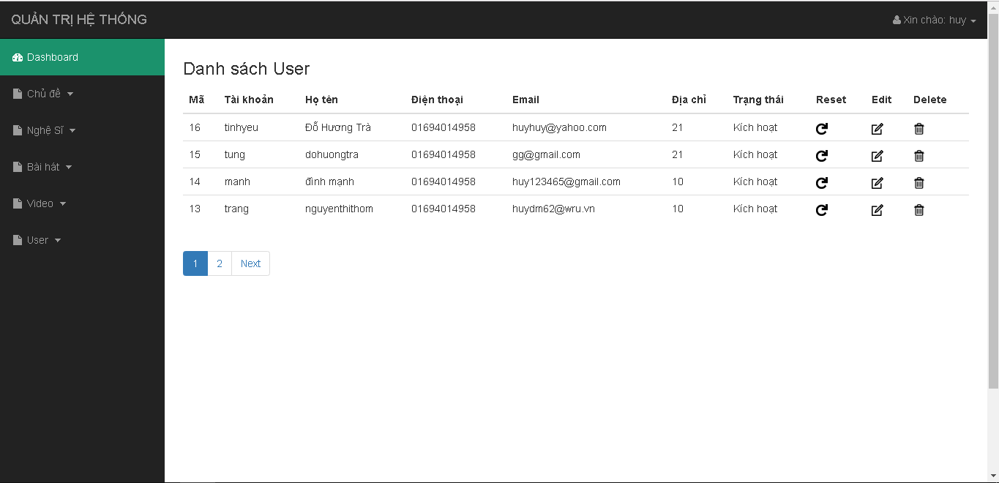 QUẢN TRỊ HỆ THỐNG
Xin chào: huy
Dashboard
Chủ đề
Nghệ Sĩ
Bài hát
Video
User
Danh sách User
Mã Tài khoản Họ tên Điện thoại Email Địa chỉ Trạng thái Reset Edit Delete
16 tinhyeu Đỗ Hương Trà 01694014958 huyhuy@yahoo.com 21 Kích hoạt
15 tung dohuongtra 01694014958 gg@gmail.com 21 Kích hoạt
14 manh đình mạnh 01694014958 huy123465@gmail.com 10 Kích hoạt
13 trang nguyenthithom 01694014958 huydm62@wru.vn 10 Kích hoạt
1 2 Next